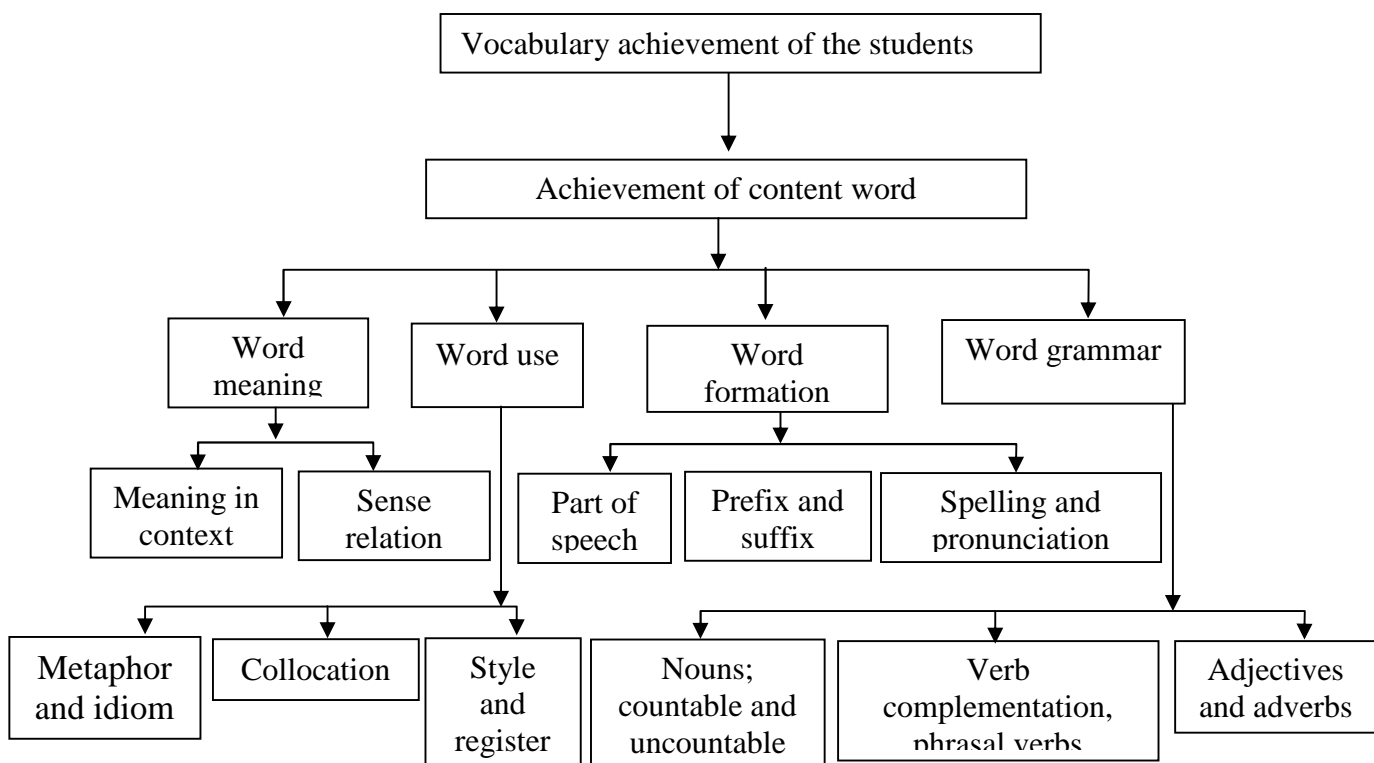 Vocabulary achievement of the students
Achievement of content word
Word
meaning
Word use
Word
formation
Word grammar
Meaning in
context
Sense
relation
Part of
speech
Prefix and
suffix
Spelling and
pronunciation
Metaphor
and idiom
Collocation
Style
and
register
Nouns;
countable and
uncountable
Verb
complementation,
phrasal verbs
Adjectives
and adverbs